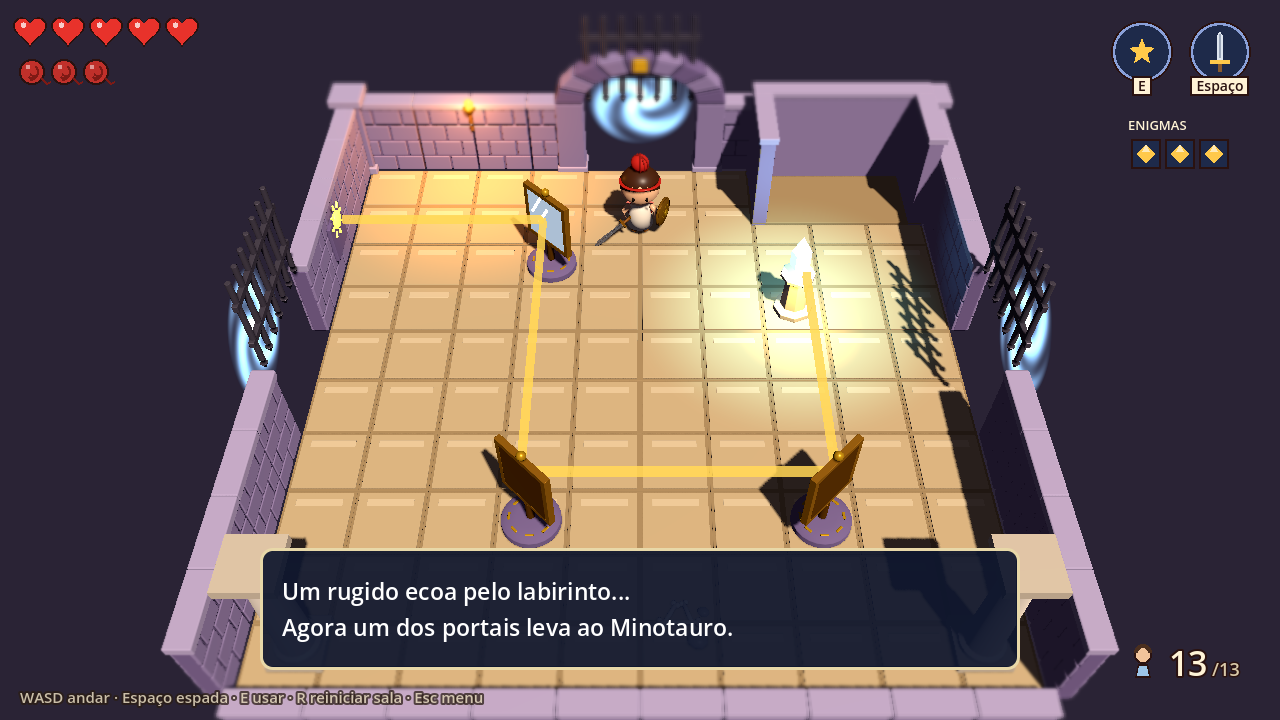 E
Espaço
ENIGMAS
Um rugido ecoa pelo labirinto...
Agora um dos portais leva ao Minotauro.
13/13
WASD andar · Espaço espada · E usar · R reiniciar sala · Esc menu